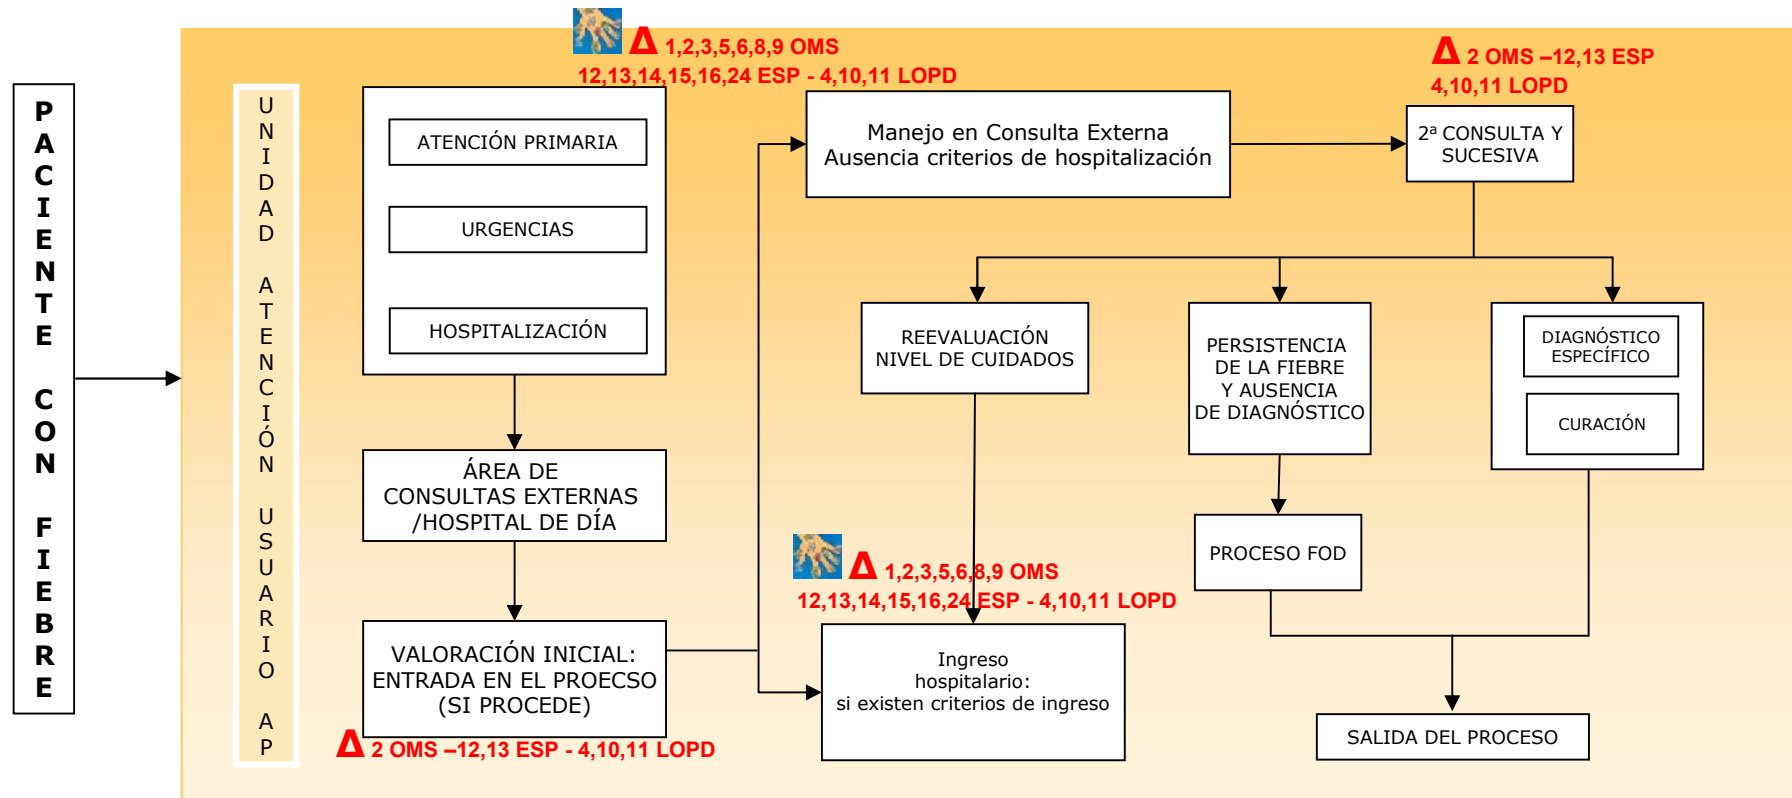 PACIENTE CON FIEBRE
UNIDAD ATENCIÓN USUARIO AP
Δ 1,2,3,5,6,8,9 OMS
12,13,14,15,16,24 ESP - 4,10,11 LOPD
ATENCIÓN PRIMARIA
URGENCIAS
HOSPITALIZACIÓN
ÁREA DE
CONSULTAS EXTERNAS
/HOSPITAL DE DÍA
VALORACIÓN INICIAL:
ENTRADA EN EL PROECSO
(SI PROCEDE)
Δ 2 OMS –12,13 ESP - 4,10,11 LOPD
Manejo en Consulta Externa
Ausencia criterios de hospitalización
Δ 2 OMS –12,13 ESP
4,10,11 LOPD
2ª CONSULTA Y
SUCESIVA
REEVALUACIÓN
NIVEL DE CUIDADOS
PERSISTENCIA
DE LA FIEBRE
Y AUSENCIA
DE DIAGNÓSTICO
DIAGNÓSTICO
ESPECÍFICO
CURACIÓN
Δ 1,2,3,5,6,8,9 OMS
12,13,14,15,16,24 ESP - 4,10,11 LOPD
PROCESO FOD
Ingreso
hospitalario:
si existen criterios de ingreso
SALIDA DEL PROCESO